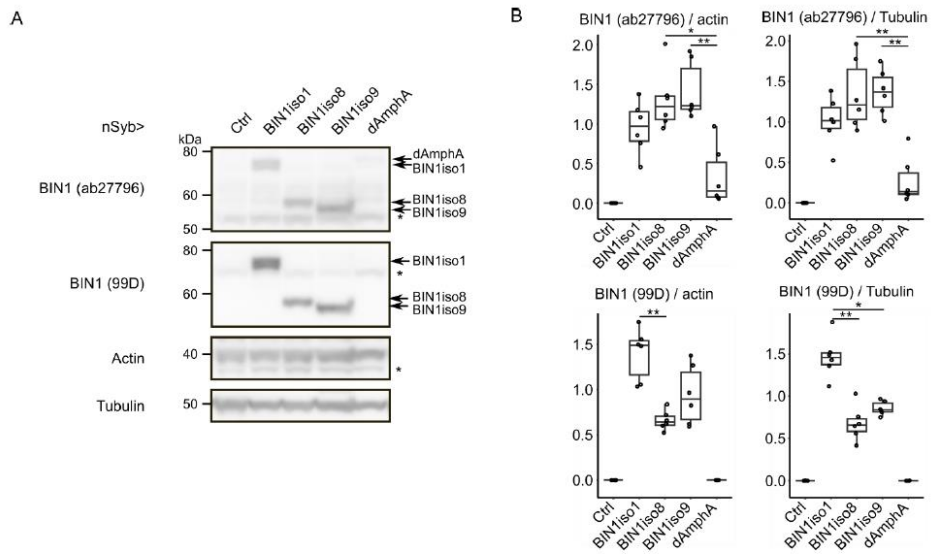 A
nSyb>
Ctrl
BIN1iso1
BIN1iso8
BIN1iso9
dAmphA
kDa
BIN1 (ab27796)
80
60
50
dAmphA
BIN1iso1
BIN1iso8
BIN1iso9
*
BIN1 (99D)
80
60
BIN1iso1
*
BIN1iso8
BIN1iso9
Actin
40
*
Tubulin
50
B
BIN1 (ab27796) / actin
*
**
2.0
1.5
1.0
0.5
0.0
Ctrl
BIN1iso1
BIN1iso8
BIN1iso9
dAmphA
BIN1 (ab27796) / Tubulin
**
**
2.0
1.5
1.0
0.5
0.0
Ctrl
BIN1iso1
BIN1iso8
BIN1iso9
dAmphA
BIN1 (99D) / actin
**
1.5
1.0
0.5
0.0
Ctrl
BIN1iso1
BIN1iso8
BIN1iso9
dAmphA
BIN1 (99D) / Tubulin
*
**
1.5
1.0
0.5
0.0
Ctrl
BIN1iso1
BIN1iso8
BIN1iso9
dAmphA